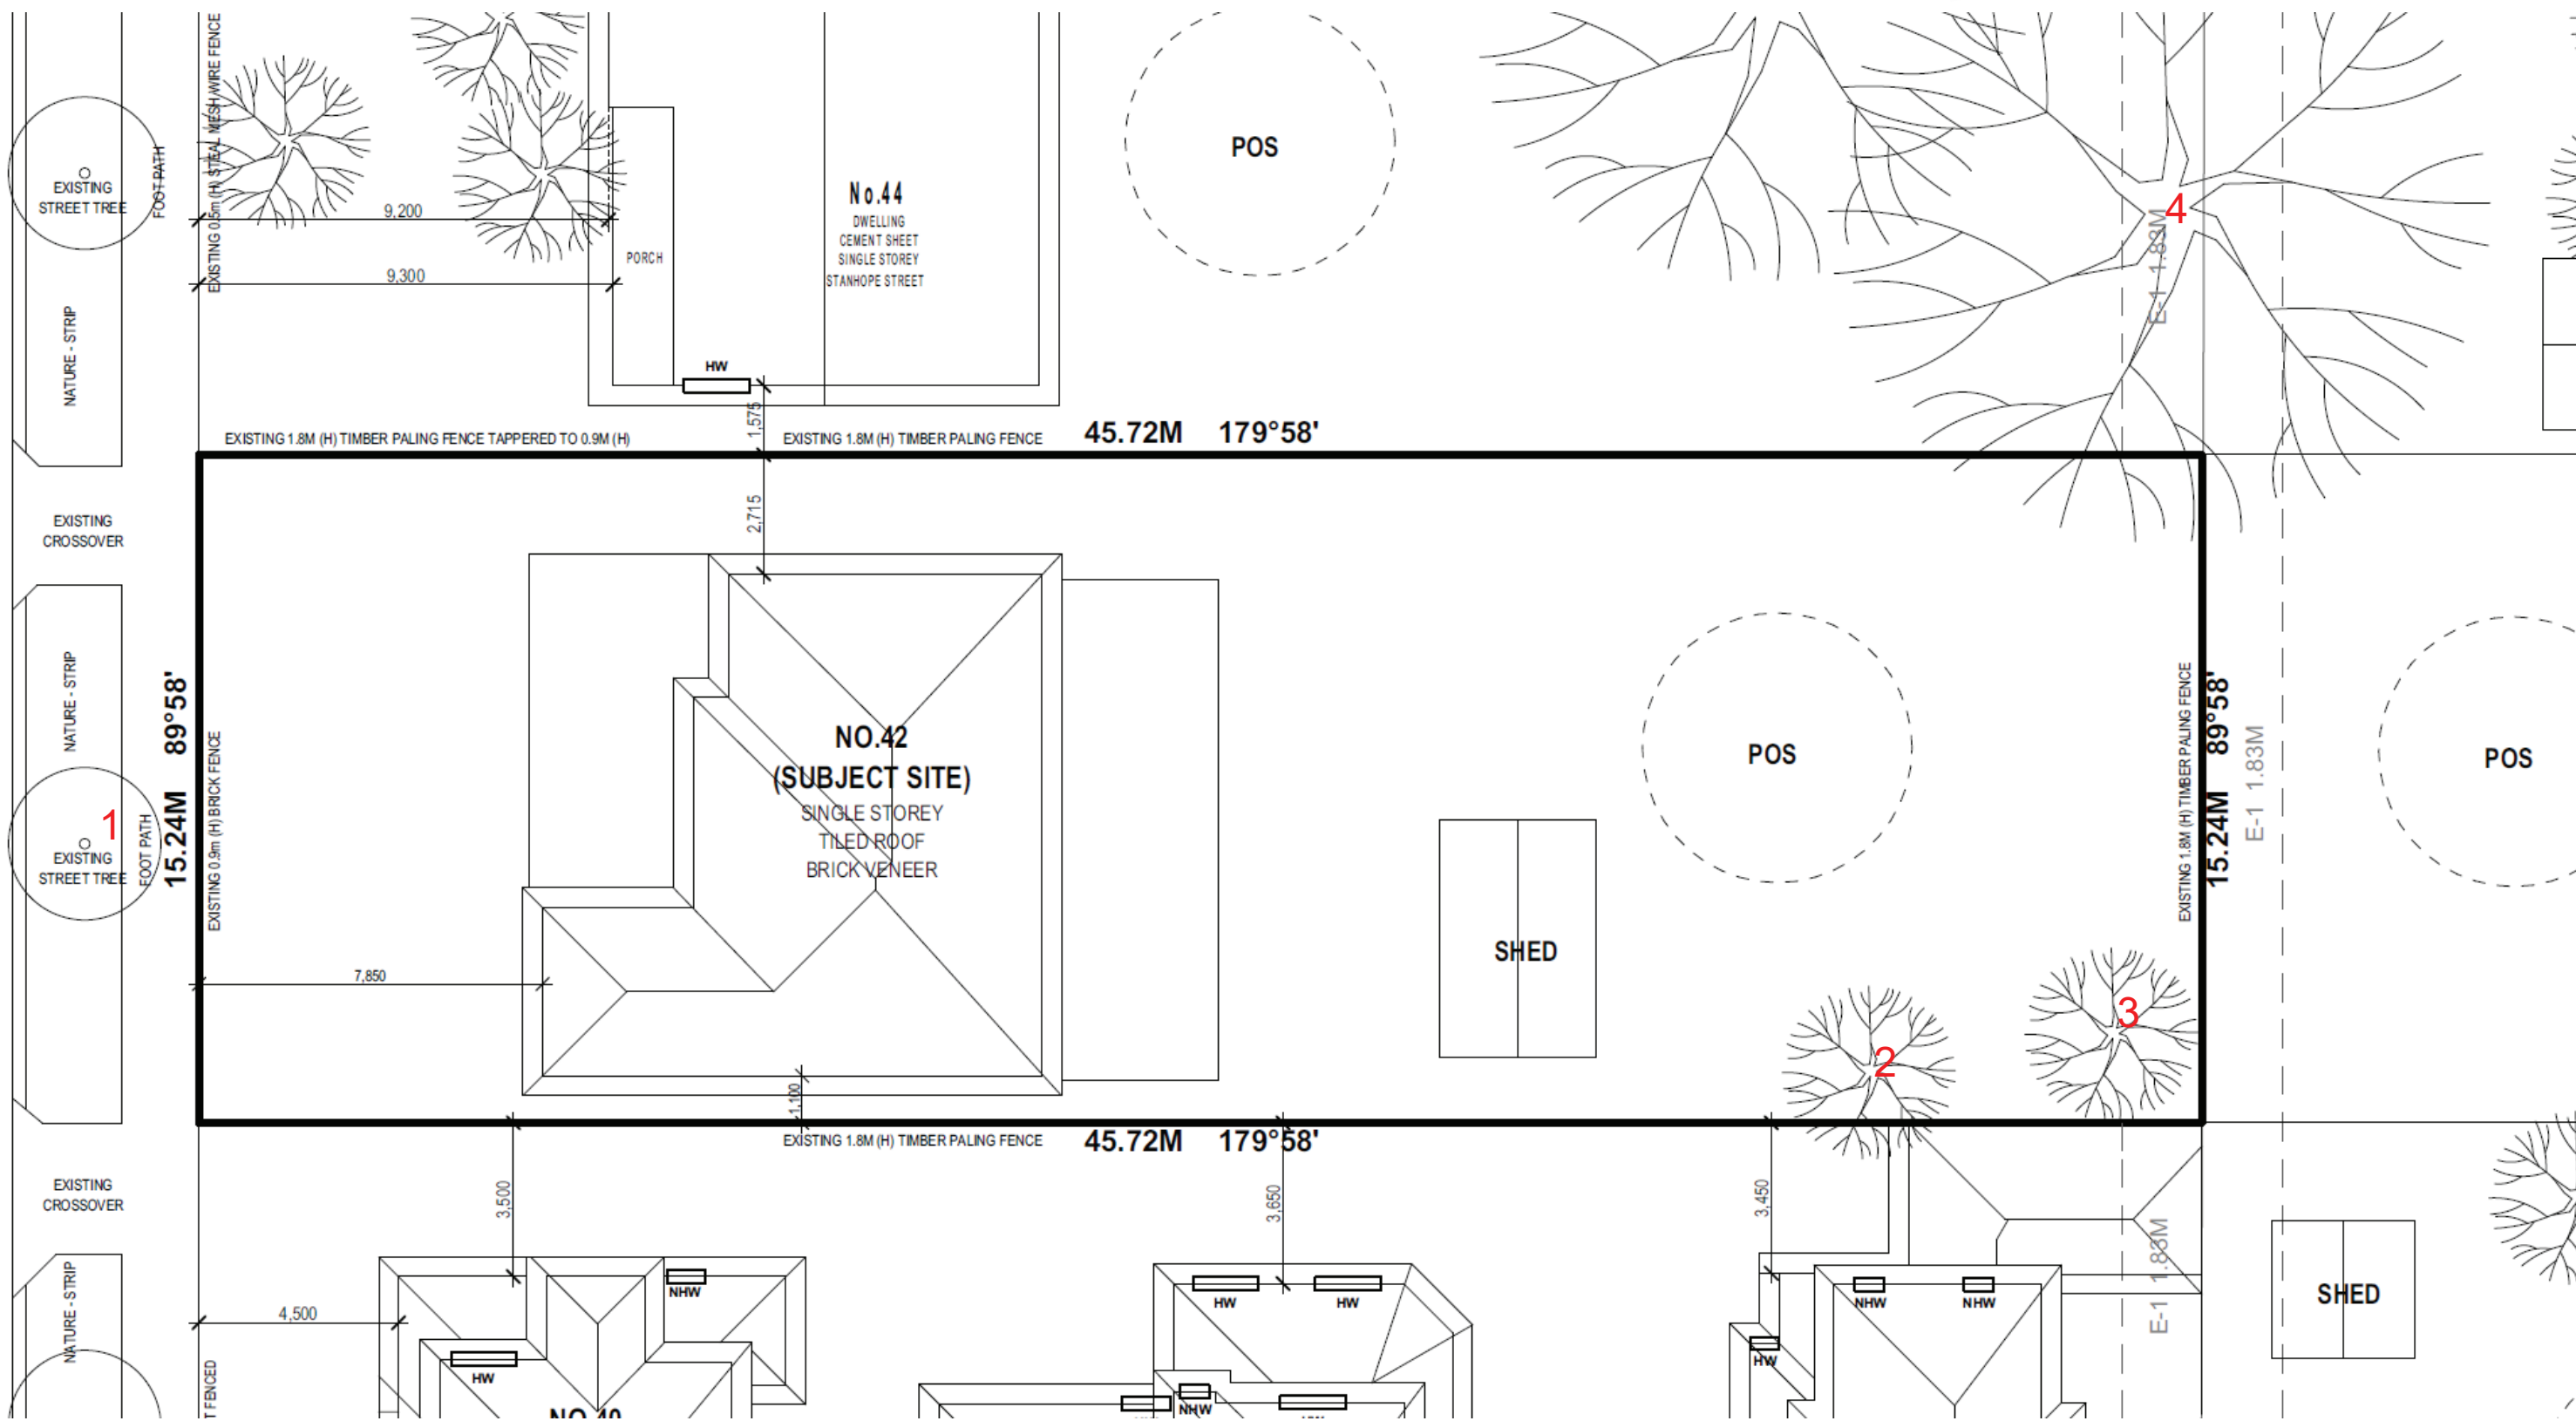 EXISTING 0.5m (H) STEAL MESH WIRE FENCE
EXISTING
STREET TREE
FOOT PATH
NATURE - STRIP
9,200
9,300
PORCH
No.44
DWELLING
CEMENT SHEET
SINGLE STOREY
STANHOPE STREET
HW
1,575
POS
4
E-1 1.83M
EXISTING 1.8M (H) TIMBER PALING FENCE TAPPERED TO 0.9M (H)
EXISTING 1.8M (H) TIMBER PALING FENCE
45.72M 179°58'
EXISTING
CROSSOVER
2,715
NATURE - STRIP
15.24M 89°58'
EXISTING 0.9m (H) BRICK FENCE
1
EXISTING
STREET TREE
FOOT PATH
NO.42
(SUBJECT SITE)
SINGLE STOREY
TILED ROOF
BRICK VENEER
POS
EXISTING 1.8M (H) TIMBER PALING FENCE
15.24M 89°58'
E-1 1.83M
POS
SHED
7,850
3
2
1,100
EXISTING 1.8M (H) TIMBER PALING FENCE
45.72M 179°58'
EXISTING
CROSSOVER
3,500
3,650
3,450
E-1 1.83M
NATURE - STRIP
4,500
NHW
HW
HW
HW
NHW
NHW
HW
SHED
NHW
FENCED
NO.40